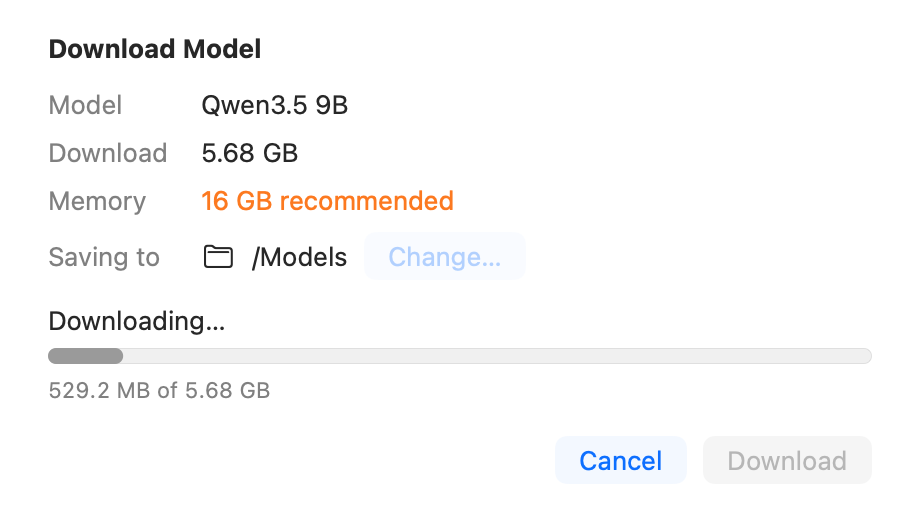 Download Model
Model Qwen3.5 9B
Download 5.68 GB
Memory 16 GB recommended
Saving to /Models Change...
Downloading...
529.2 MB of 5.68 GB
Cancel Download